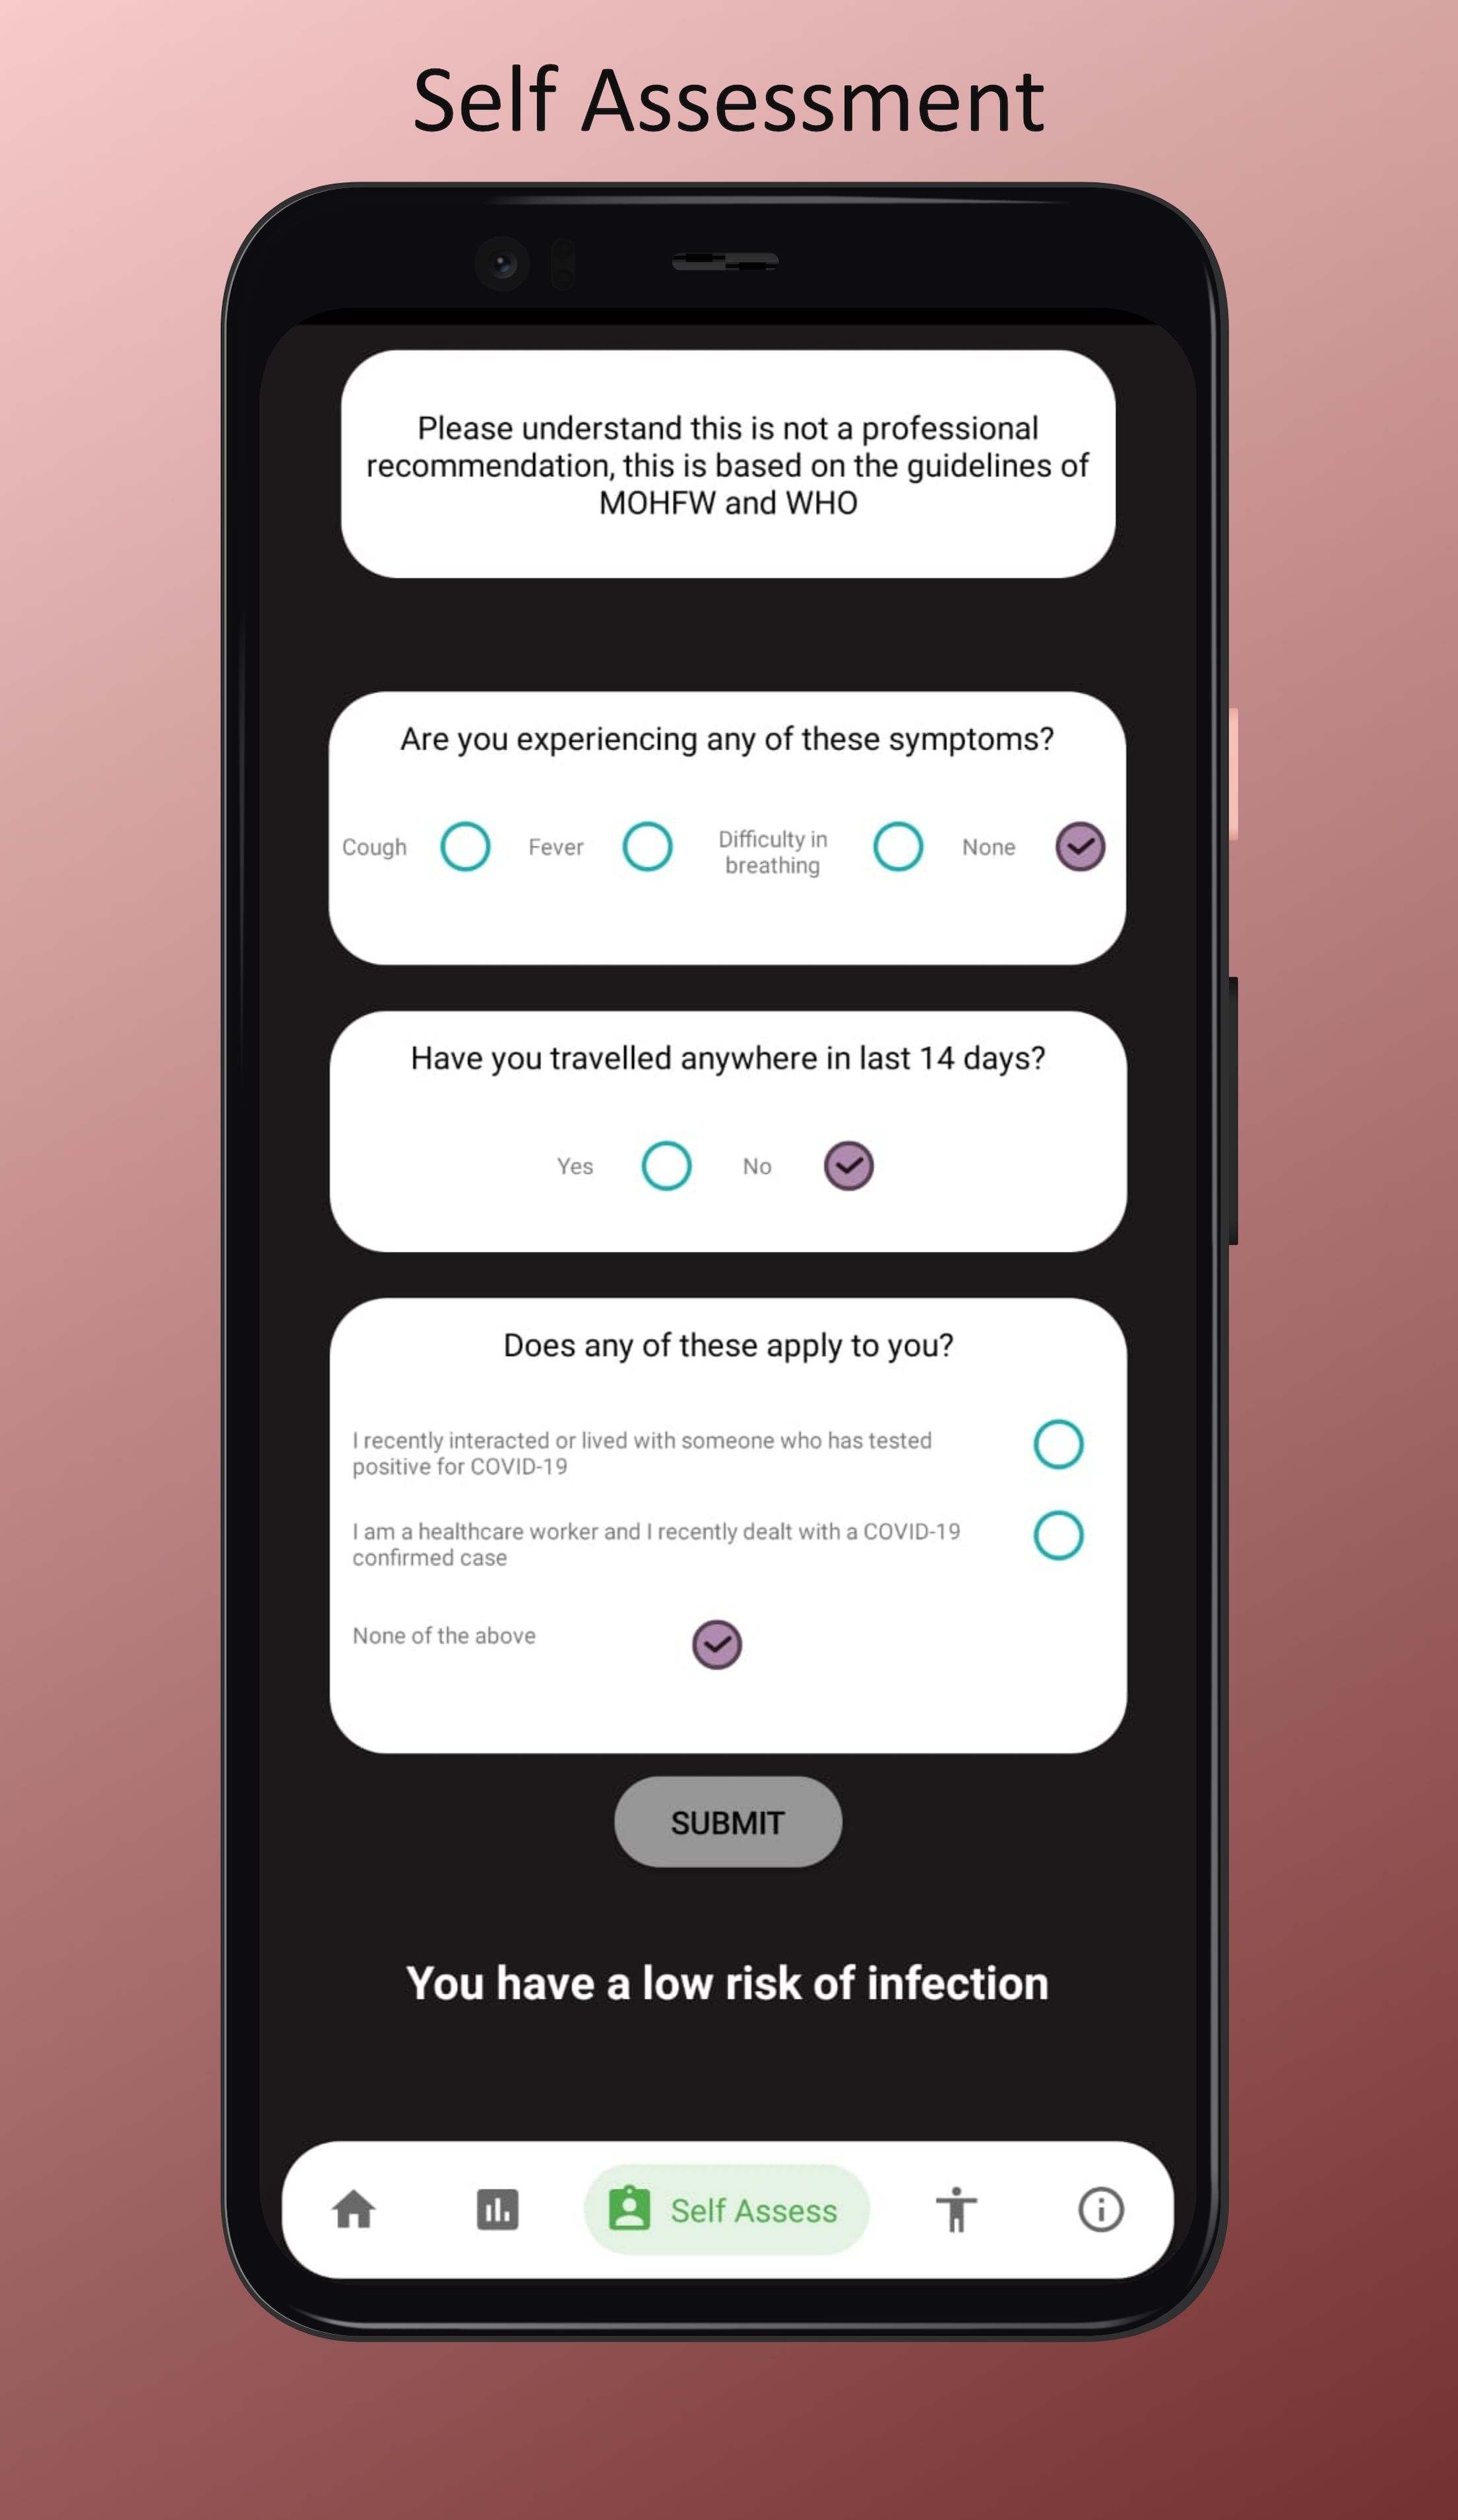 Self Assessment
Please understand this is not a professional
recommendation, this is based on the guidelines of
MOHFW and WHO
Are you experiencing any of these symptoms?
Cough Fever Difficulty in
breathing None
Have you travelled anywhere in last 14 days?
Yes No
Does any of these apply to you?
I recently interacted or lived with someone who has tested
positive for COVID-19
I am a healthcare worker and I recently dealt with a COVID-19
confirmed case
None of the above
SUBMIT
You have a low risk of infection
Self Assess